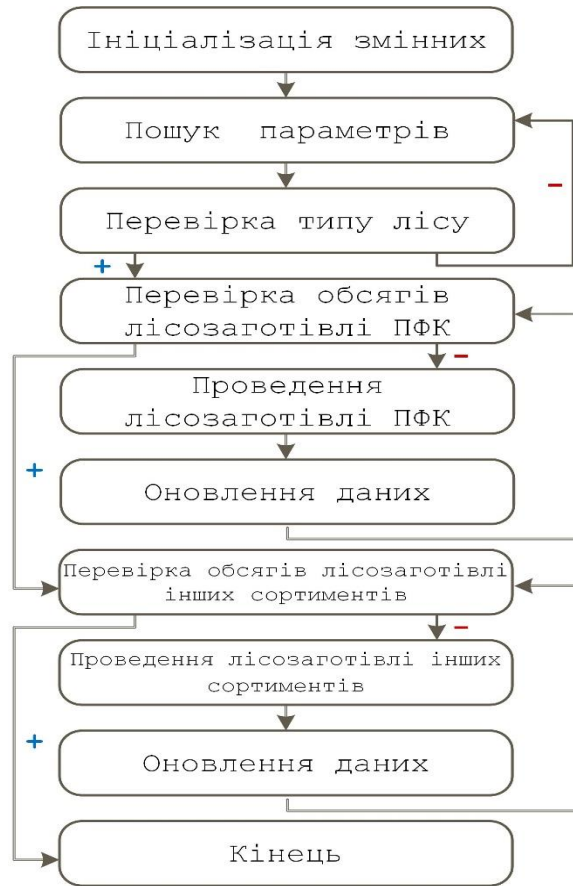 Ініціалізація змінних
Пошук параметрів
–
Перевірка типу лісу
+
Перевірка обсягів
лісозаготівлі ПФК
–
Проведення
лісозаготівлі ПФК
+
Оновлення даних
Перевірка обсягів лісозаготівлі
інших сортиментів
–
Проведення лісозаготівлі інших
сортиментів
+
Оновлення даних
Кінець